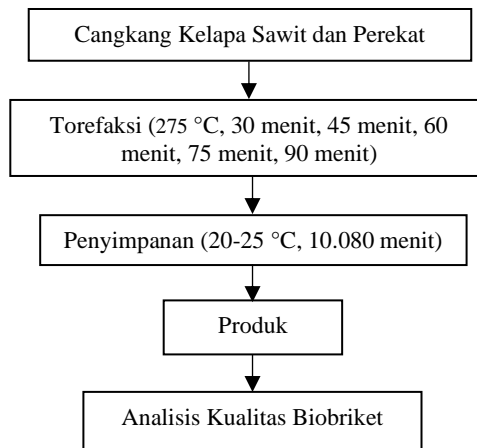 Cangkang Kelapa Sawit dan Perekat
Torefaksi (275 °C, 30 menit, 45 menit, 60
menit, 75 menit, 90 menit)
Penyimpanan (20-25 °C, 10.080 menit)
Produk
Analisis Kualitas Biobriket